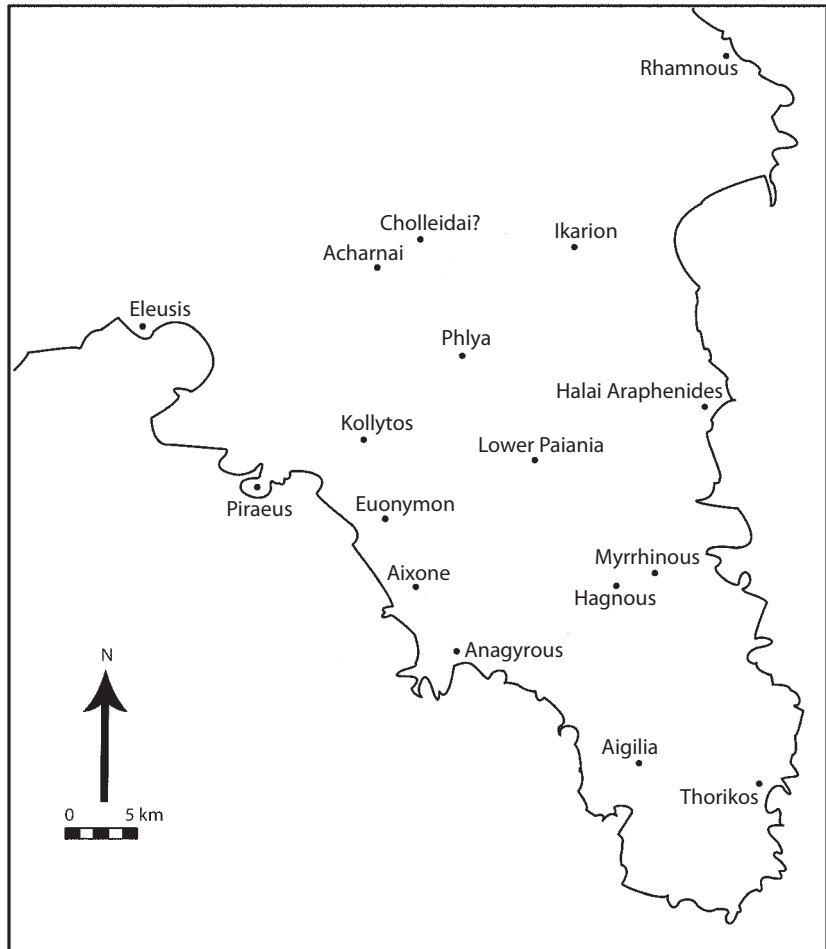 Rhamnous
Cholleidai?
Ikarion
Acharnai
Eleusis
Phlya
Halai Araphenides
Kollytos
Lower Paiania
Piraeus
Euonymon
Myrrhinous
Aixone
Hagnous
Anagyrous
N
Aigilia
Thorikos
0 5 km